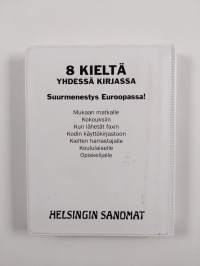 8 KIELTÄ
YHDESSÄ KIRJASSA
Suurmenestys Euroopassa!
Mukaan matkalle
Kokouksiin
Kun lähetät faxin
Kodin käyttökirjastoon
Kielten harrastajalle
Koululaiselle
Opiskelijalle
HELSINGIN SANOMAT